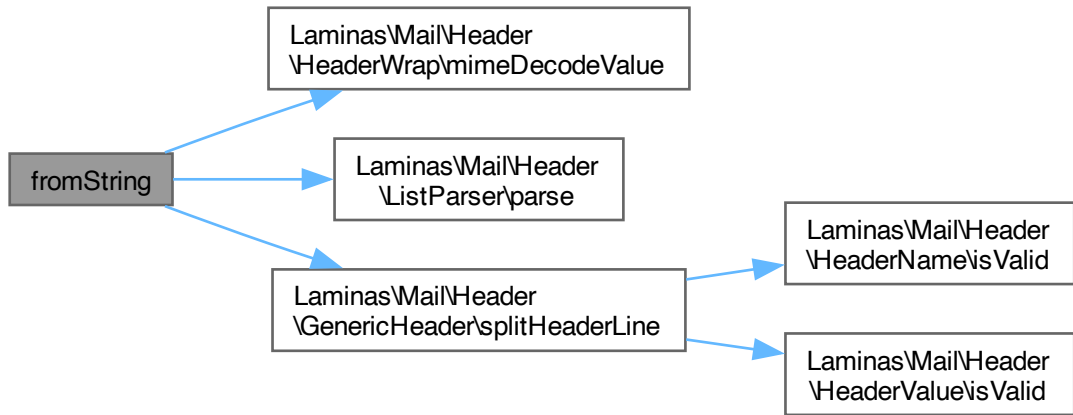 Laminas\Mail\Header
\HeaderWrap\mimeDecodeValue
fromString
Laminas\Mail\Header
\ListParser\parse
Laminas\Mail\Header
\GenericHeader\splitHeaderLine
Laminas\Mail\Header
\HeaderName\isValid
Laminas\Mail\Header
\HeaderValue\isValid